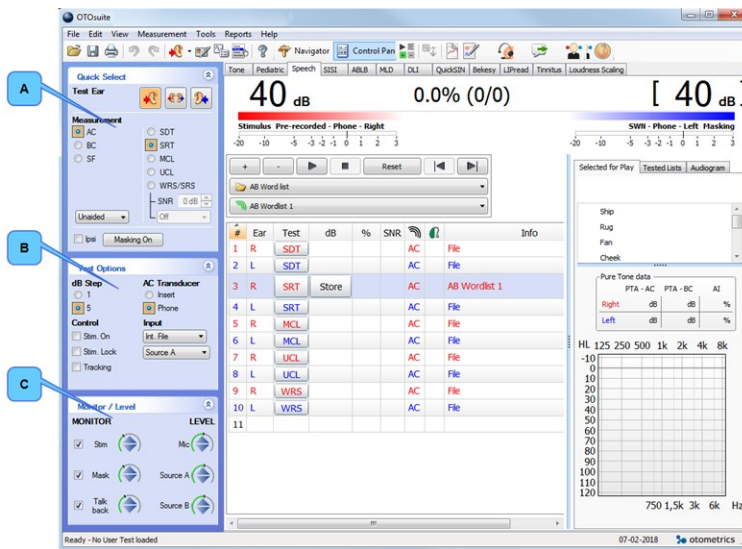 OTOsuite
File Edit View Measurement Tools Reports Help
Navigator Control Pan
A
Quick Select
Test Ear
Measurement
AC SDT
BC SRT
SF MCL
UCL
WRS/SRS
SNR 0 dB
Unaided Off
Ipsi Masking On
B
Test Options
dB Step AC Transducer
1 Insert
5 Phone
Control Input
Stim. On Int. File
Stim. Lock Source A
Tracking
C
Monitor / Level
MONITOR LEVEL
Stim Mic
Mask Source A
Talk back Source B
Tone Pediatric Speech SISI ABLB MLD DLI QuickSIN Bekesy LIPread Tinnitus Loudness Scaling
40 dB 0.0% (0/0) [ 40 dB ]
Stimulus Pre-recorded - Phone - Right SWN - Phone - Left Masking
-20 -10 -5 -3 -2 -1 0 1 2 3 -20 -10 -5 -3 -2 -1 0 1 2 3
+ - Reset
AB Word list
AB Wordlist 1
# Ear Test dB % SNR Info
1 R SDT AC File
2 L SDT AC File
3 R SRT Store AC AB Wordlist 1
4 L SRT AC File
5 R MCL AC File
6 L MCL AC File
7 R UCL AC File
8 L UCL AC File
9 R WRS AC File
10 L WRS AC File
11
Selected for Play Tested Lists Audiogram
Ship
Rug
Fan
Cheek
Pure Tone data
PTA - AC PTA - BC AI
Right dB dB %
Left dB dB %
HL 125 250 500 1k 2k 4k 8k
-10
0
10
20
30
40
50
60
70
80
90
100
110
120
750 1,5k 3k 6k Hz
Ready - No User Test loaded 07-02-2018 otometrics